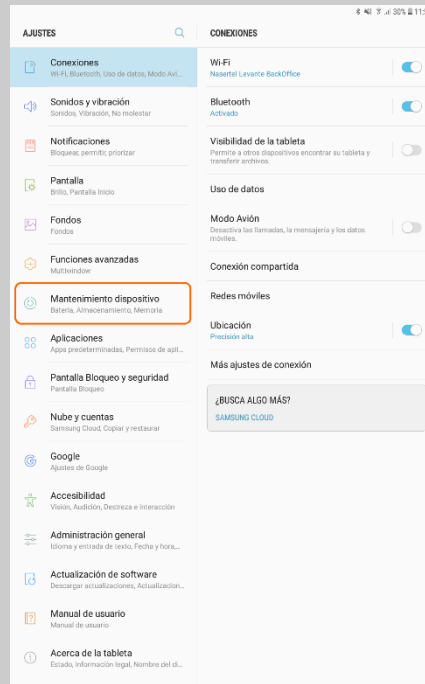 30% 11:5
AJUSTES
Conexiones
Wi-Fi, Bluetooth, Uso de datos, Modo Avi...
Sonidos y vibración
Sonidos, Vibración, No molestar
Notificaciones
Bloquear, permitir, priorizar
Pantalla
Brillo, Pantalla Inicio
Fondos
Fondos
Funciones avanzadas
Multiwindow
Mantenimiento dispositivo
Batería, Almacenamiento, Memoria
Aplicaciones
Apps predeterminadas, Permisos de apli...
Pantalla Bloqueo y seguridad
Pantalla Bloqueo
Nube y cuentas
Samsung Cloud, Copiar y restaurar
Google
Ajustes de Google
Accesibilidad
Visión, Audición, Destreza e interacción
Administración general
Idioma y entrada de texto, Fecha y hora,...
Actualización de software
Descargar actualizaciones, Actualizacion...
Manual de usuario
Manual de usuario
Acerca de la tableta
Estado, Información legal, Nombre del di...
CONEXIONES
Wi-Fi
Nasertel Levante BackOffice
Bluetooth
Activado
Visibilidad de la tableta
Permite a otros dispositivos encontrar su tableta y
transferir archivos.
Uso de datos
Modo Avión
Desactiva las llamadas, la mensajería y los datos
móviles.
Conexión compartida
Redes móviles
Ubicación
Precisión alta
Más ajustes de conexión
¿BUSCA ALGO MÁS?
SAMSUNG CLOUD